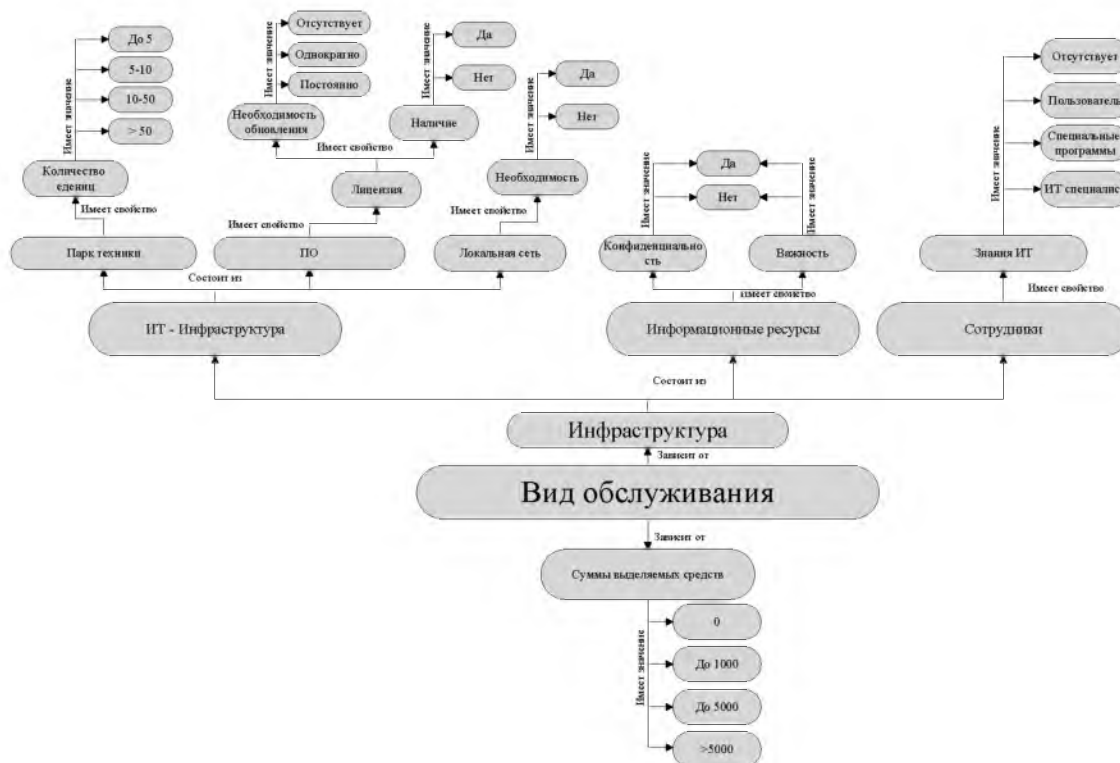 До 5
5-10
10-50
> 50
Имеет значение
Количество
едениц
Имеет свойство
Парк техники
Отсутствует
Однократно
Постоянно
Имеет значение
Необходимость
обновления
Да
Нет
Имеет значение
Наличие
Имеет свойство
Лицензия
Имеет свойство
ПО
Да
Нет
Имеет значение
Необходимость
Имеет свойство
Локальная сеть
Состоит из
ИТ - Инфраструктура
Да
Нет
Имеет значение
Имеет значение
Конфиденциально
сть
Важность
Имеет свойство
Информационные ресурсы
Отсутствует
Пользователь
Специальные
программы
ИТ специалис
Имеет значение
Знания ИТ
Имеет свойство
Сотрудники
Состоит из
Инфраструктура
Зависит от
Вид обслуживания
Зависит от
Суммы выделяемых средств
Имеет значение
0
До 1000
До 5000
>5000